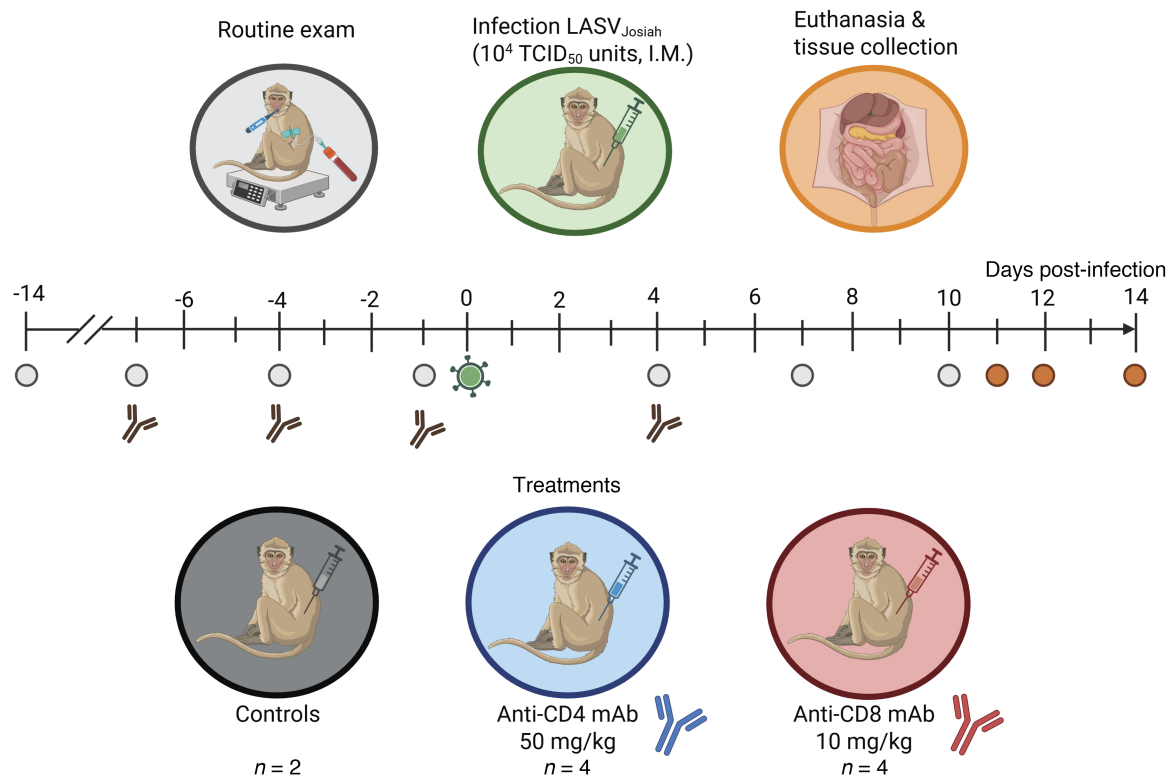 Routine exam
Infection LASV_Josiah
(10⁴ TCID₅₀ units, I.M.)
Euthanasia &
tissue collection
Days post-infection
-14 -6 -4 -2 0 2 4 6 8 10 12 14
Treatments
Controls
n = 2
Anti-CD4 mAb
50 mg/kg
n = 4
Anti-CD8 mAb
10 mg/kg
n = 4